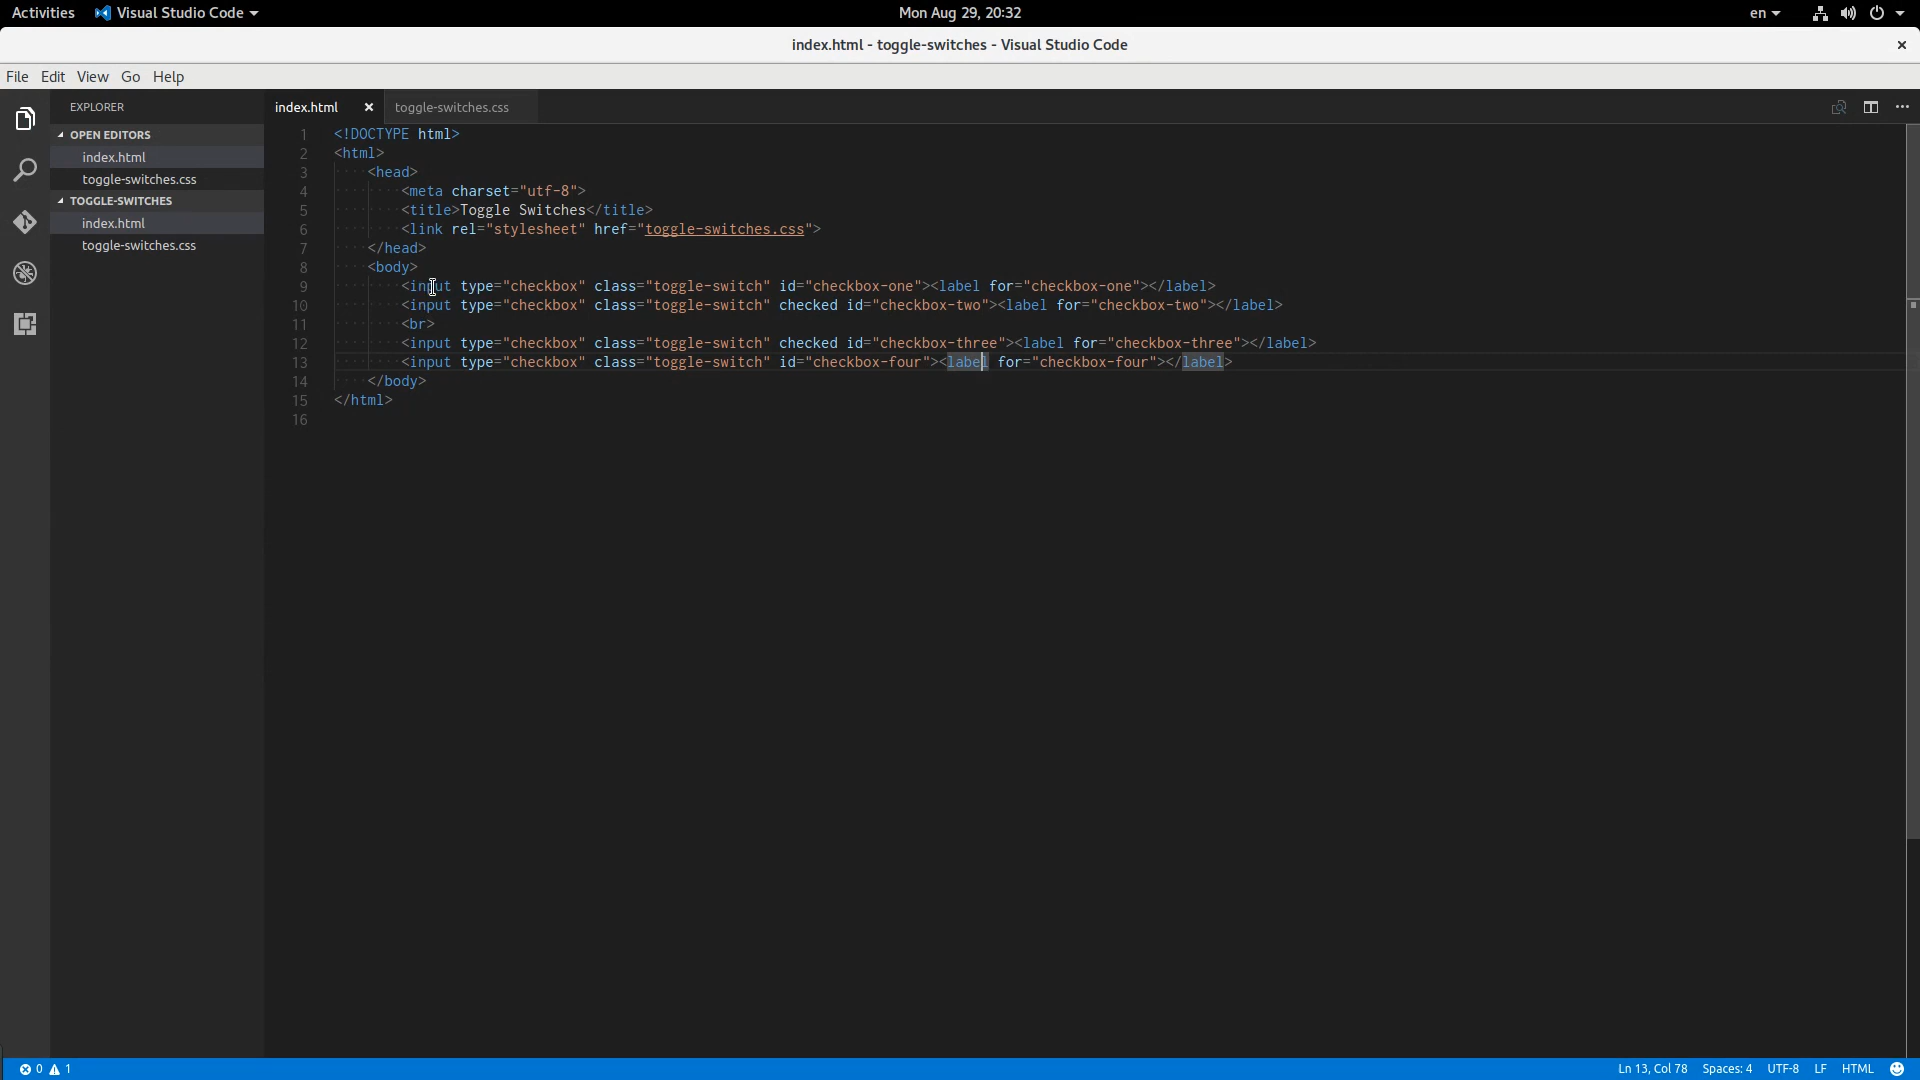 Activities Visual Studio Code Mon Aug 29, 20:32 en
index.html - toggle-switches - Visual Studio Code
File Edit View Go Help
EXPLORER
OPEN EDITORS
index.html
toggle-switches.css
TOGGLE-SWITCHES
index.html
toggle-switches.css
index.html toggle-switches.css
1 <!DOCTYPE html>
2 <html>
3 <head>
4 <meta charset="utf-8">
5 <title>Toggle Switches</title>
6 <link rel="stylesheet" href="toggle-switches.css">
7 </head>
8 <body>
9 <input type="checkbox" class="toggle-switch" id="checkbox-one"><label for="checkbox-one"></label>
10 <input type="checkbox" class="toggle-switch" checked id="checkbox-two"><label for="checkbox-two"></label>
11 <br>
12 <input type="checkbox" class="toggle-switch" checked id="checkbox-three"><label for="checkbox-three"></label>
13 <input type="checkbox" class="toggle-switch" id="checkbox-four"><label for="checkbox-four"></label>
14 </body>
15 </html>
16
0 1 Ln 13, Col 78 Spaces: 4 UTF-8 LF HTML